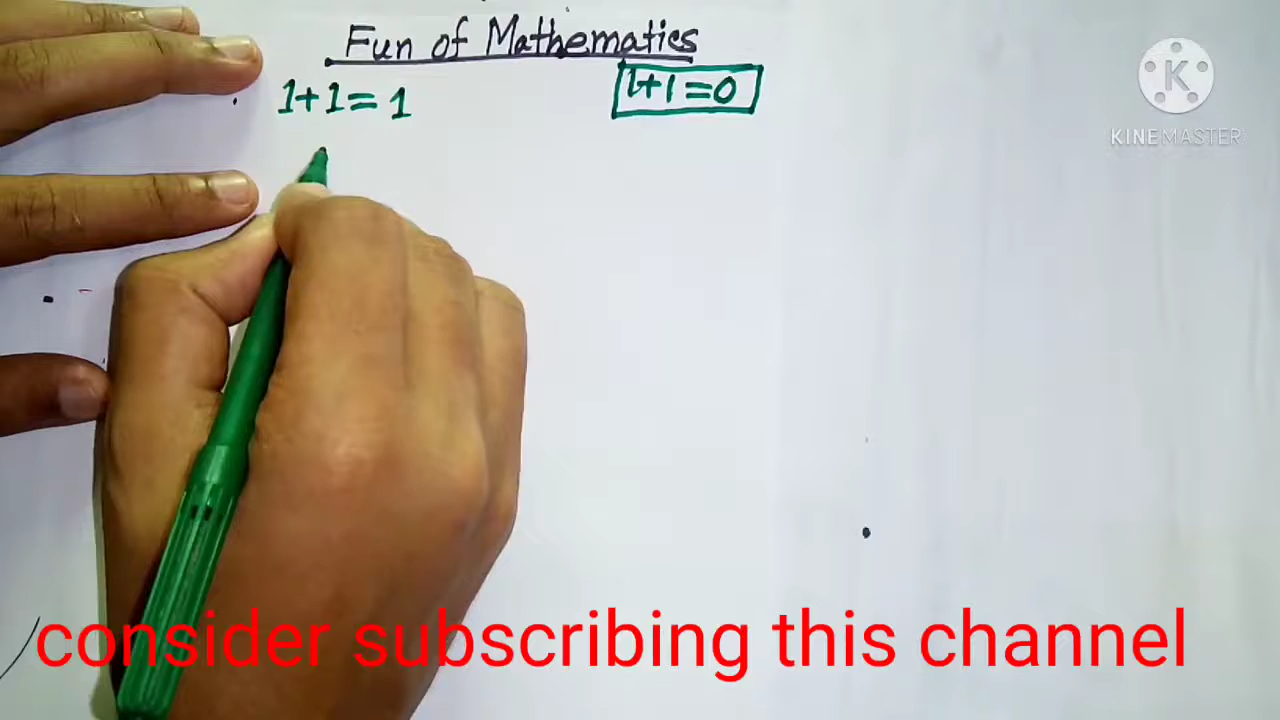 Fun of Mathematics
1+1=1
1+1=0
KINEMASTER
consider subscribing this channel